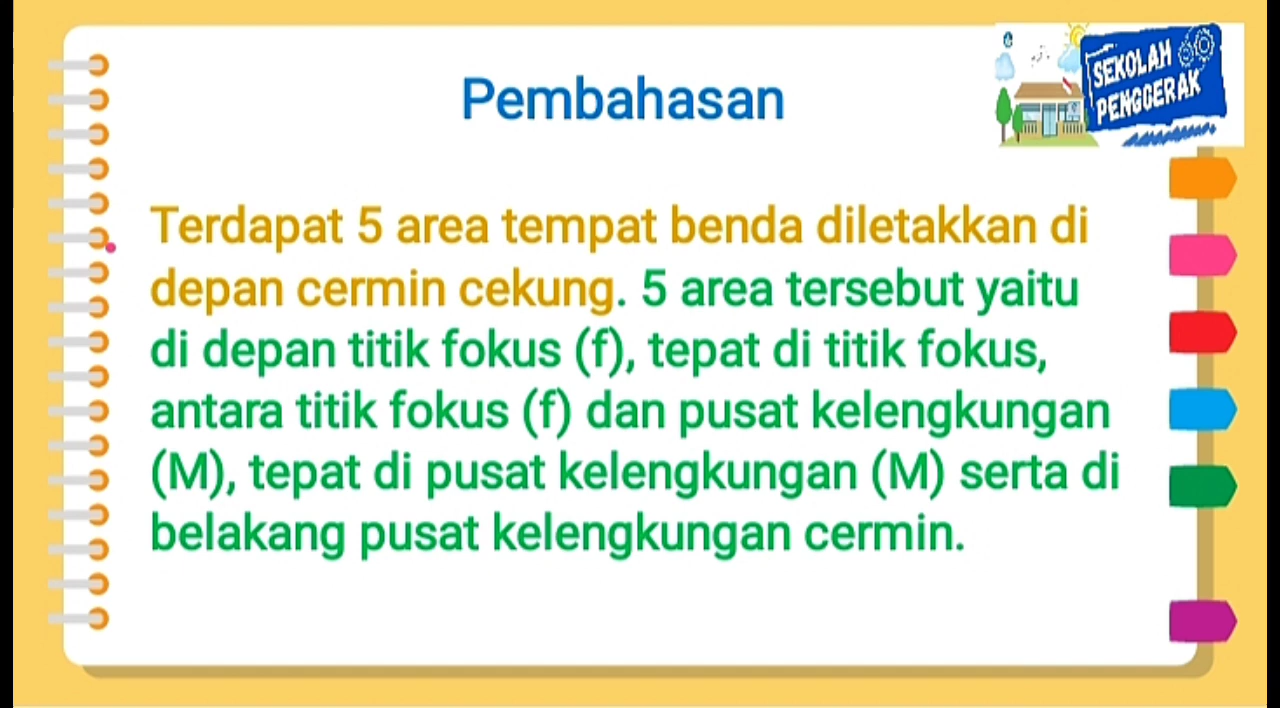 Pembahasan
SEKOLAH
PENGGERAK
Terdapat 5 area tempat benda diletakkan di
depan cermin cekung. 5 area tersebut yaitu
di depan titik fokus (f), tepat di titik fokus,
antara titik fokus (f) dan pusat kelengkungan
(M), tepat di pusat kelengkungan (M) serta di
belakang pusat kelengkungan cermin.